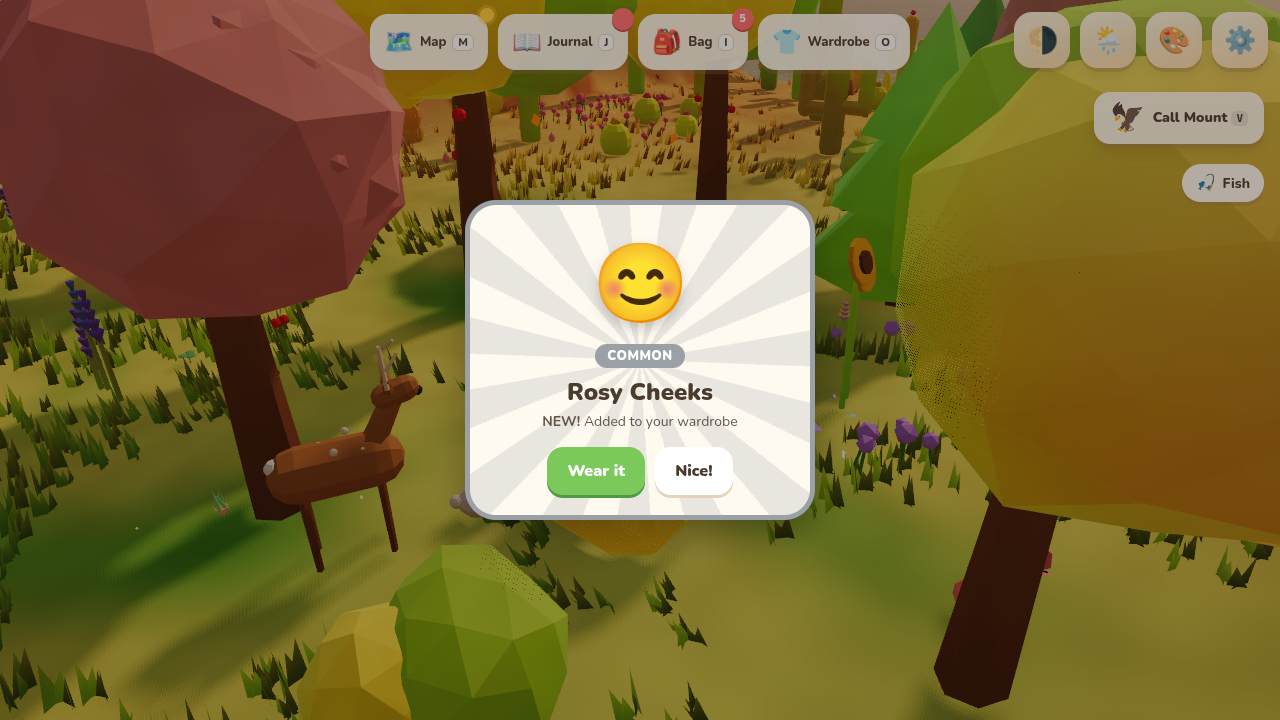 Map M
Journal J
5
Bag I
Wardrobe O
Call Mount V
Fish
COMMON
Rosy Cheeks
NEW! Added to your wardrobe
Wear it
Nice!